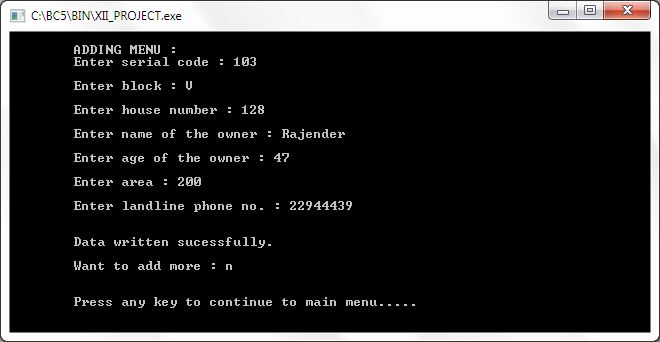 C:\BC5\BIN\XII_PROJECT.exe
ADDING MENU :
Enter serial code : 103
Enter block : V
Enter house number : 128
Enter name of the owner : Rajender
Enter age of the owner : 47
Enter area : 200
Enter landline phone no. : 22944439
Data written sucessfully.
Want to add more : n
Press any key to continue to main menu.....